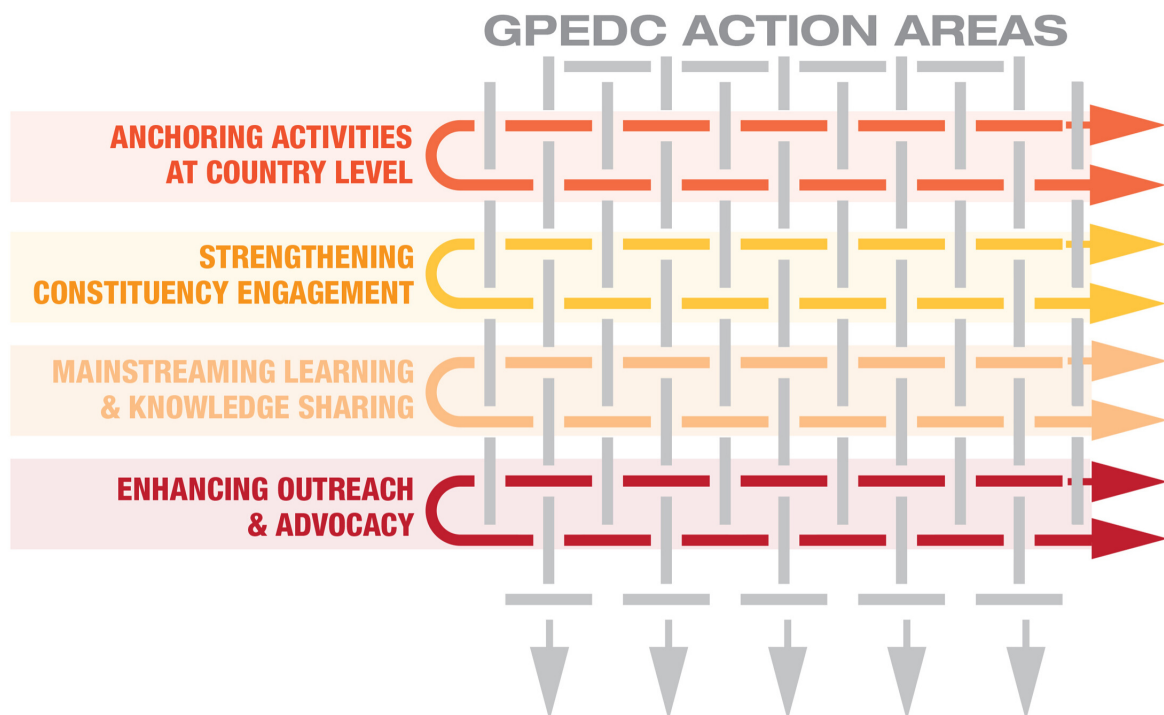 GPEDC ACTION AREAS
ANCHORING ACTIVITIES
AT COUNTRY LEVEL
STRENGTHENING
CONSTITUENCY ENGAGEMENT
MAINSTREAMING LEARNING
& KNOWLEDGE SHARING
ENHANCING OUTREACH
& ADVOCACY